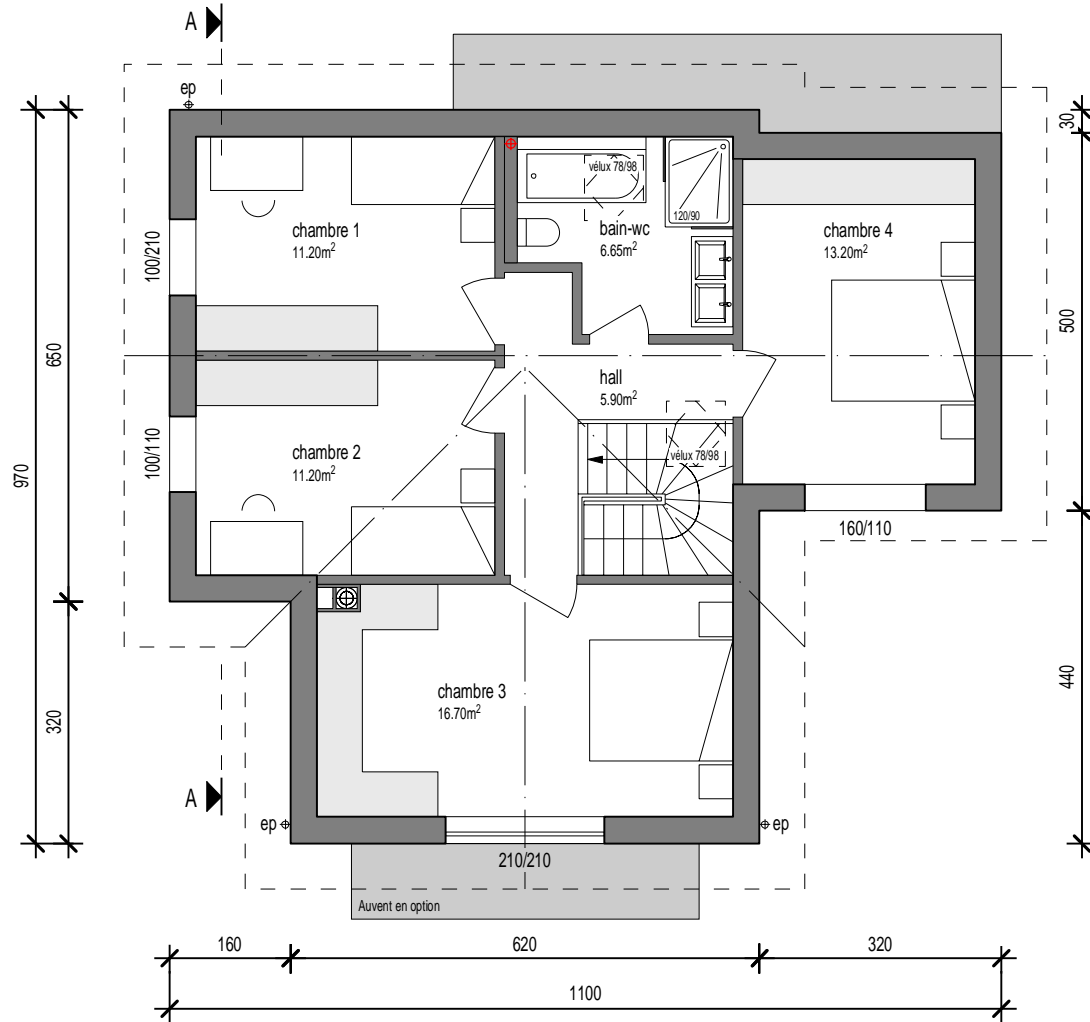 A
ep
30
vélux 78/98
120/90
chambre 1
11.20m²
bain-wc
6.65m²
chambre 4
13.20m²
100/210
660
500
hall
5.90m²
chambre 2
11.20m²
vélux 78/98
100/110
970
160/110
chambre 3
16.70m²
320
440
A
ep
ep
210/210
Auvent en option
160
620
320
1100